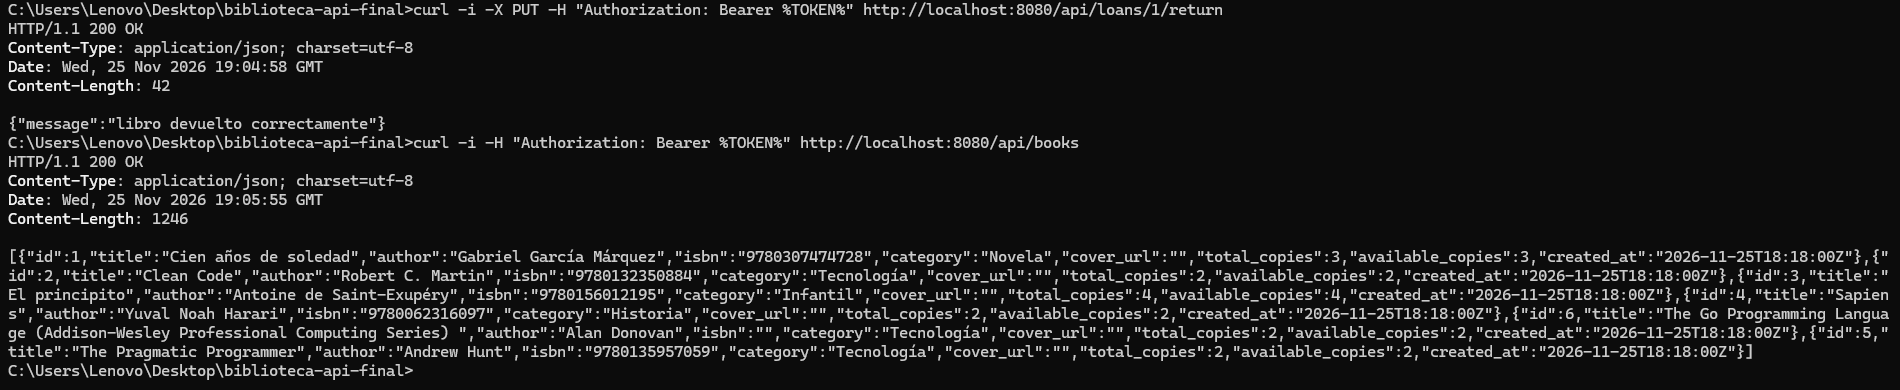 C:\Users\Lenovo\Desktop\biblioteca-api-final>curl -i -X PUT -H "Authorization: Bearer %TOKEN%" http://localhost:8080/api/loans/1/return
HTTP/1.1 200 OK
Content-Type: application/json; charset=utf-8
Date: Wed, 25 Nov 2026 19:04:58 GMT
Content-Length: 42

{"message":"libro devuelto correctamente"}
C:\Users\Lenovo\Desktop\biblioteca-api-final>curl -i -H "Authorization: Bearer %TOKEN%" http://localhost:8080/api/books
HTTP/1.1 200 OK
Content-Type: application/json; charset=utf-8
Date: Wed, 25 Nov 2026 19:05:55 GMT
Content-Length: 1246

[{"id":1,"title":"Cien años de soledad","author":"Gabriel García Márquez","isbn":"9780307474728","category":"Novela","cover_url":"","total_copies":3,"available_copies":3,"created_at":"2026-11-25T18:18:00Z"},{"
id":2,"title":"Clean Code","author":"Robert C. Martin","isbn":"9780132350884","category":"Tecnología","cover_url":"","total_copies":2,"available_copies":2,"created_at":"2026-11-25T18:18:00Z"},{"id":3,"title":"
El principito","author":"Antoine de Saint-Exupéry","isbn":"9780156012195","category":"Infantil","cover_url":"","total_copies":4,"available_copies":4,"created_at":"2026-11-25T18:18:00Z"},{"id":4,"title":"Sapien
s","author":"Yuval Noah Harari","isbn":"9780062316097","category":"Historia","cover_url":"","total_copies":2,"available_copies":2,"created_at":"2026-11-25T18:18:00Z"},{"id":6,"title":"The Go Programming Langua
ge (Addison-Wesley Professional Computing Series) ","author":"Alan Donovan","isbn":"","category":"Tecnología","cover_url":"","total_copies":2,"available_copies":2,"created_at":"2026-11-25T18:18:00Z"},{"id":5,"
title":"The Pragmatic Programmer","author":"Andrew Hunt","isbn":"9780135957059","category":"Tecnología","cover_url":"","total_copies":2,"available_copies":2,"created_at":"2026-11-25T18:18:00Z"}]
C:\Users\Lenovo\Desktop\biblioteca-api-final>